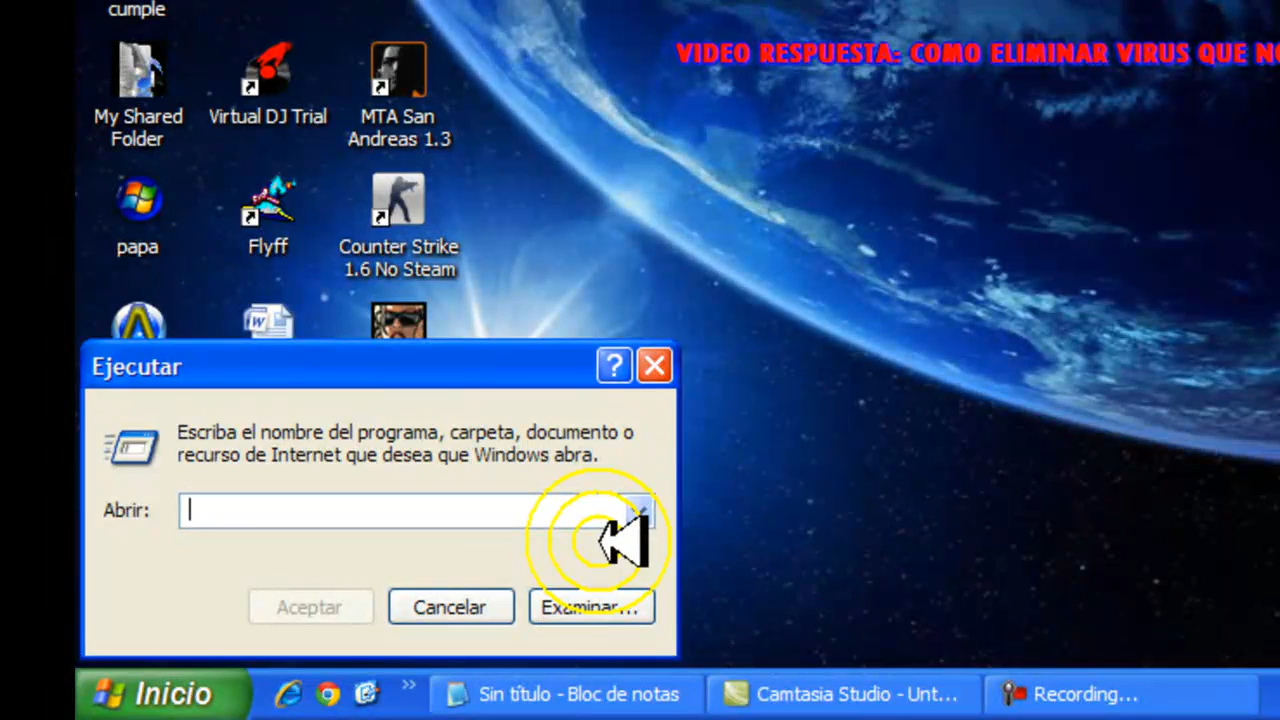 cumple
VIDEO RESPUESTA: COMO ELIMINAR VIRUS QUE
My Shared
Folder
Virtual DJ Trial
MTA San
Andreas 1.3
papa
Flyff
Counter Strike
1.6 No Steam
Ejecutar
Escriba el nombre del programa, carpeta, documento o
recurso de Internet que desea que Windows abra.
Abrir:
Aceptar
Cancelar
Examinar...
Inicio
Sin título - Bloc de notas
Camtasia Studio - Unt...
Recording...